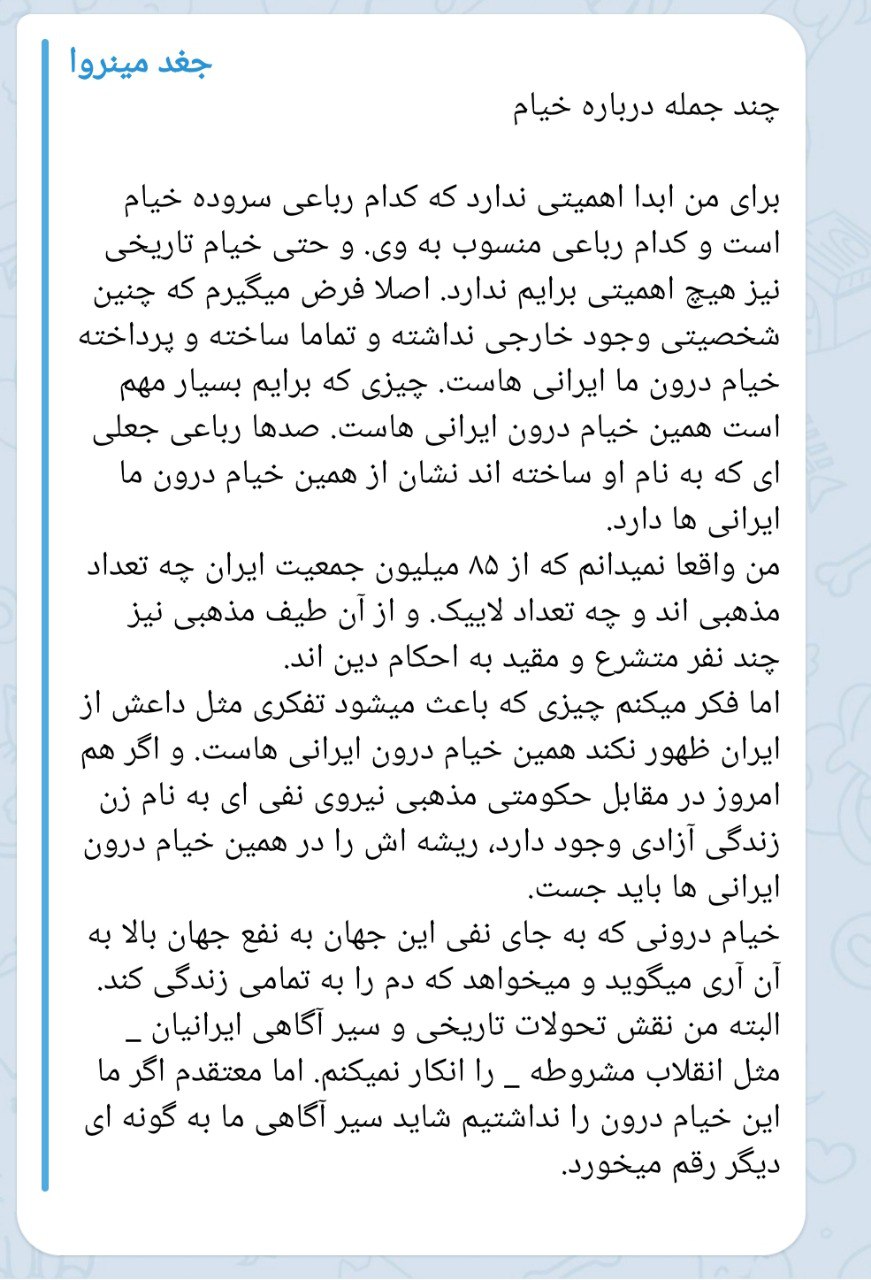 جغد مینروا
چند جمله درباره خیام
برای من ابدا اهمیتی ندارد که کدام رباعی سروده خیام
است و کدام رباعی منسوب به وی. و حتی خیام تاریخی
نیز هیچ اهمیتی برایم ندارد. اصلا فرض میگیرم که چنین
شخصیتی وجود خارجی نداشته و تماما ساخته و پرداخته
خیام درون ما ایرانی هاست. چیزی که برایم بسیار مهم
است همین خیام درون ایرانی هاست. صدها رباعی جعلی
ای که به نام او ساخته اند نشان از همین خیام درون ما
ایرانی ها دارد.
من واقعا نمیدانم که از ۸۵ میلیون جمعیت ایران چه تعداد
مذهبی اند و چه تعداد لاییک. و از آن طیف مذهبی نیز
چند نفر متشرع و مقید به احکام دین اند.
اما فکر میکنم چیزی که باعث میشود تفکری مثل داعش از
ایران ظهور نکند همین خیام درون ایرانی هاست. و اگر هم
امروز در مقابل حکومتی مذهبی نیروی نفی ای به نام زن
زندگی آزادی وجود دارد، ریشه اش را در همین خیام درون
ایرانی ها باید جست.
خیام درونی که به جای نفی این جهان به نفع جهان بالا به
آن آری میگوید و میخواهد که دم را به تمامی زندگی کند.
البته من نقش تحولات تاریخی و سیر آگاهی ایرانیان _
مثل انقلاب مشروطه _ را انکار نمیکنم. اما معتقدم اگر ما
این خیام درون را نداشتیم شاید سیر آگاهی ما به گونه ای
دیگر رقم میخورد.